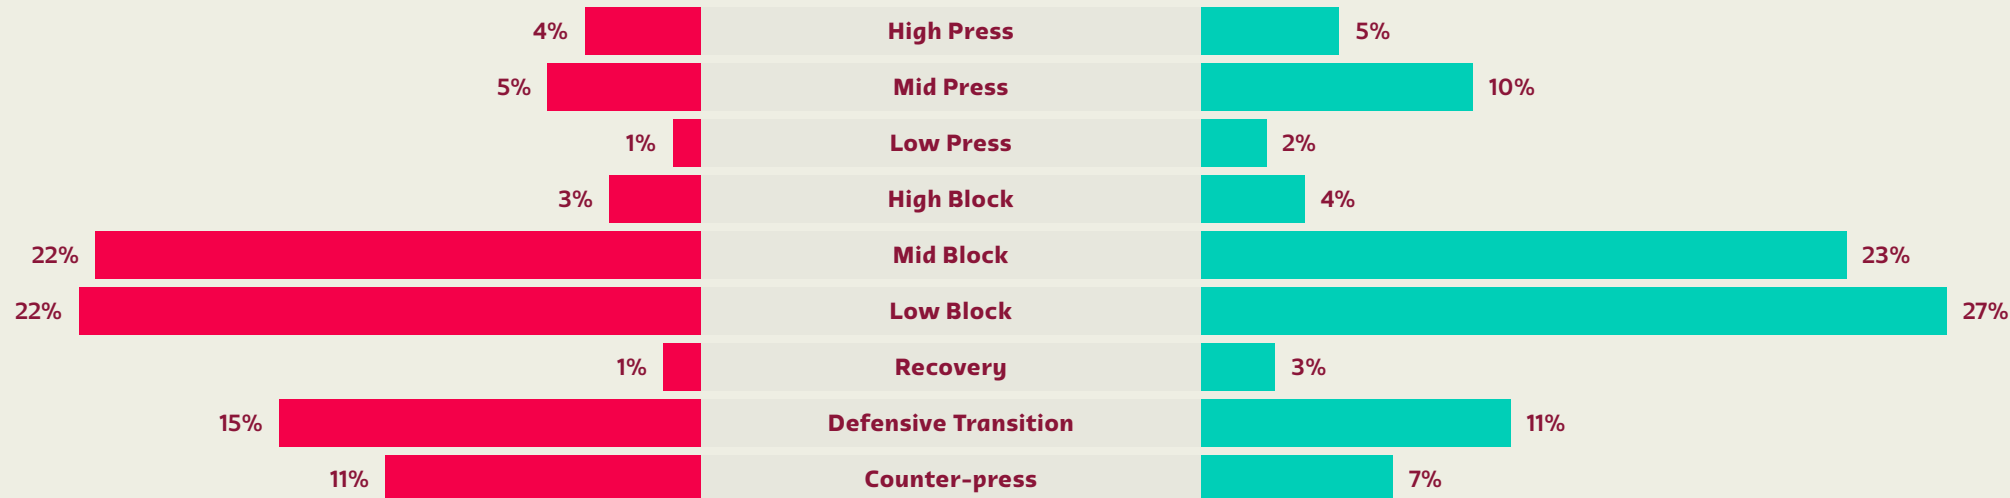 4% High Press 5%
5% Mid Press 10%
1% Low Press 2%
3% High Block 4%
22% Mid Block 23%
22% Low Block 27%
1% Recovery 3%
15% Defensive Transition 11%
11% Counter-press 7%